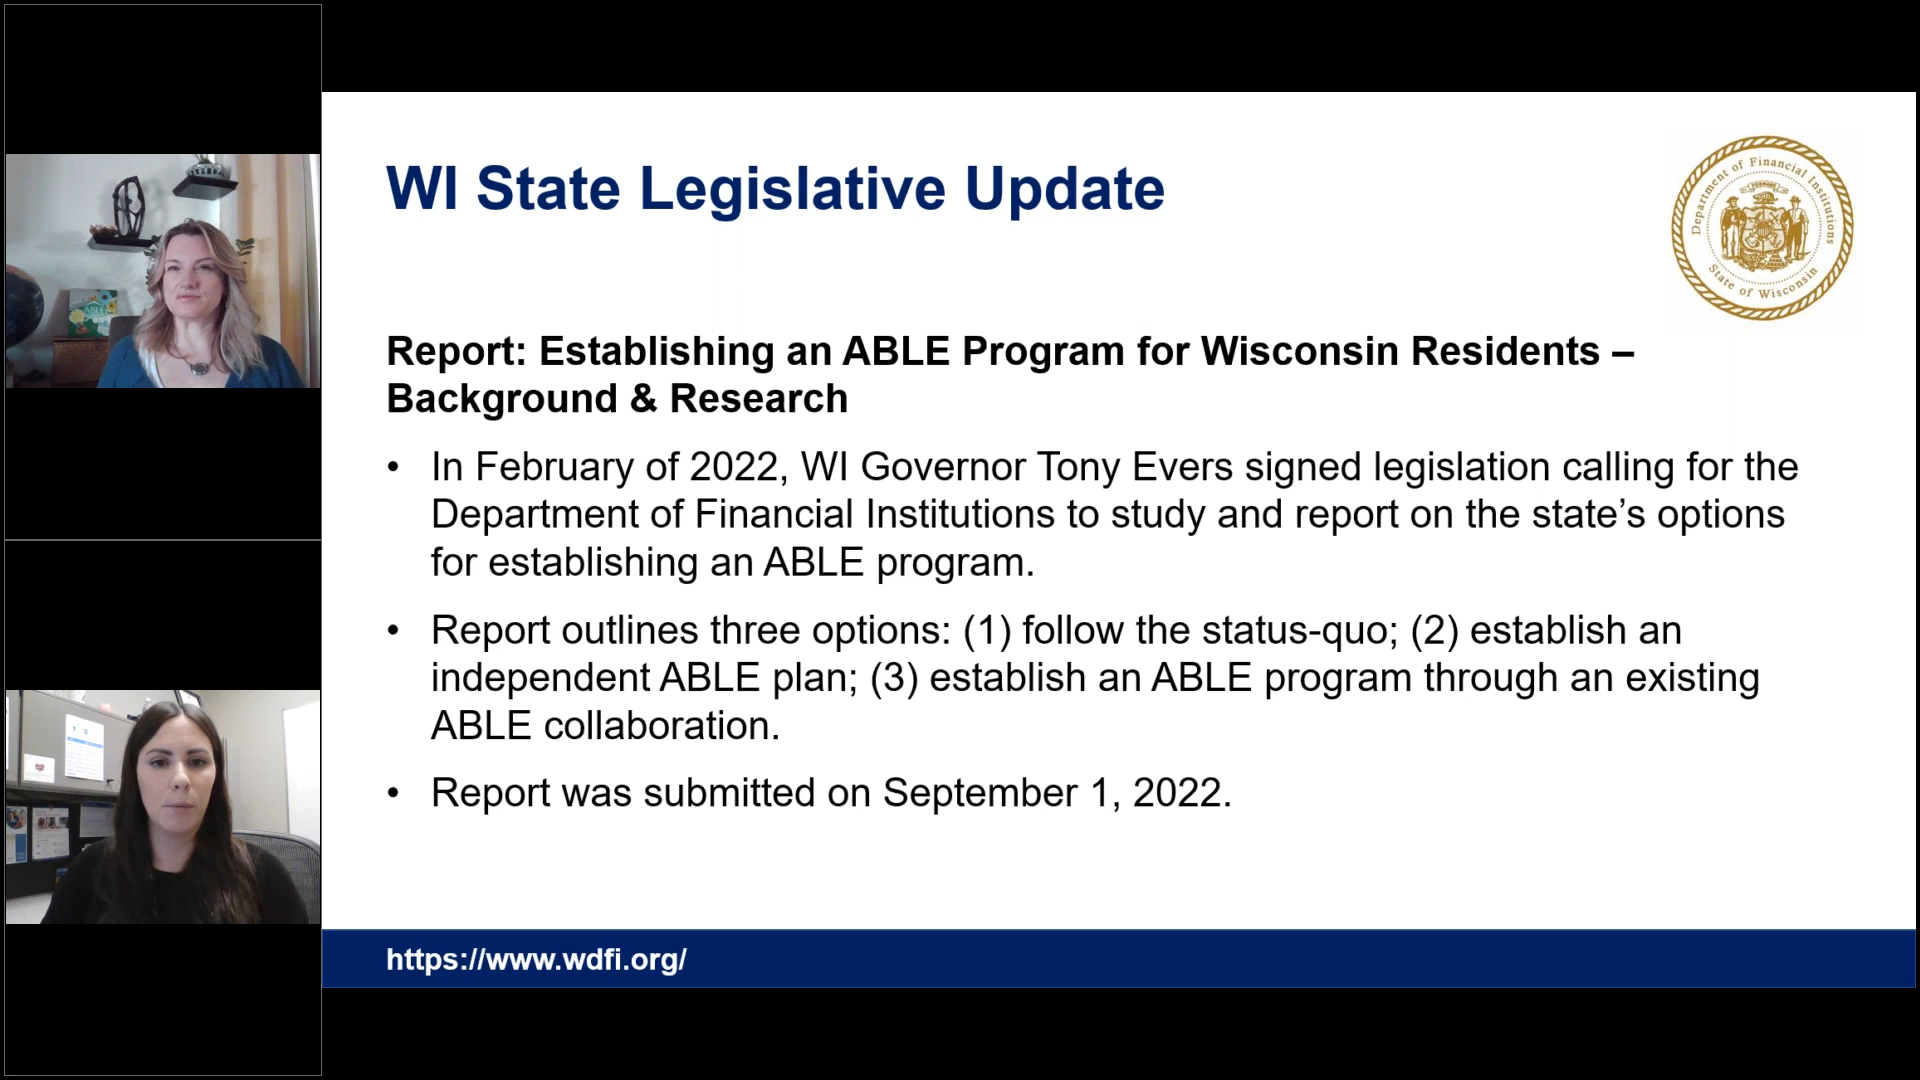 WI State Legislative Update
Department of Financial Institutions
State of Wisconsin
Report: Establishing an ABLE Program for Wisconsin Residents –
Background & Research
• In February of 2022, WI Governor Tony Evers signed legislation calling for the
Department of Financial Institutions to study and report on the state’s options
for establishing an ABLE program.
• Report outlines three options: (1) follow the status-quo; (2) establish an
independent ABLE plan; (3) establish an ABLE program through an existing
ABLE collaboration.
• Report was submitted on September 1, 2022.
https://www.wdfi.org/
ABLE